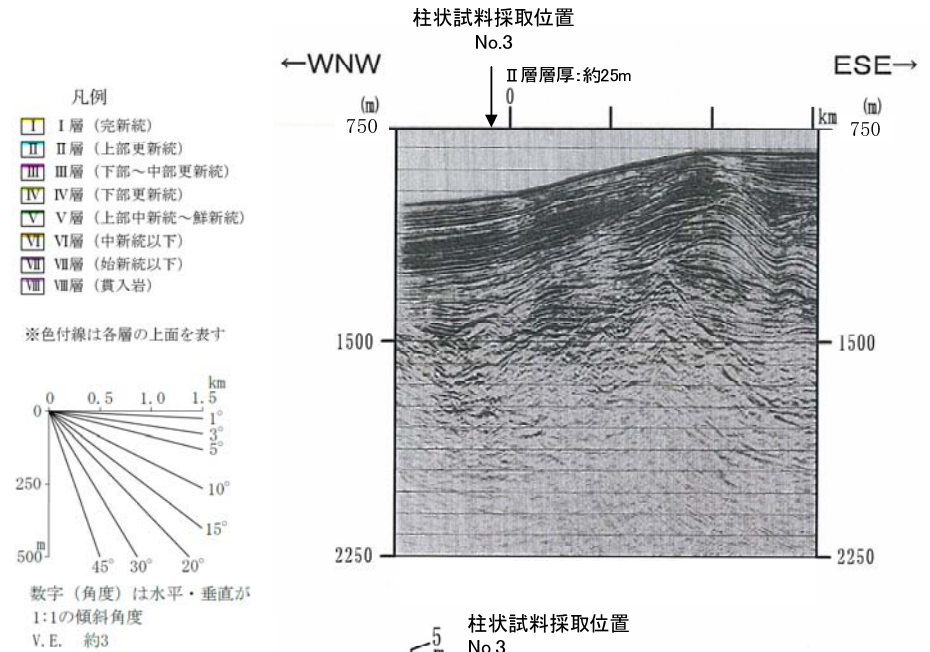 柱状試料採取位置
No.3
←WNW
ESE→
Ⅱ層層厚:約25m
(m)
0
km
(m)
750
750
1500
1500
2250
2250
凡例
Ⅰ Ⅰ層（完新統）
Ⅱ Ⅱ層（上部更新統）
Ⅲ Ⅲ層（下部～中部更新統）
Ⅳ Ⅳ層（下部更新統）
Ⅴ Ⅴ層（上部中新統～鮮新統）
Ⅵ Ⅵ層（中新統以下）
Ⅶ Ⅶ層（始新統以下）
Ⅷ Ⅷ層（貫入岩）
※色付線は各層の上面を表す
km
0 0.5 1.0 1.5
0
1°
3°
5°
250
10°
15°
m
500
45° 30° 20°
数字（角度）は水平・垂直が
1:1の傾斜角度
V.E. 約3
5
m
柱状試料採取位置
No.3